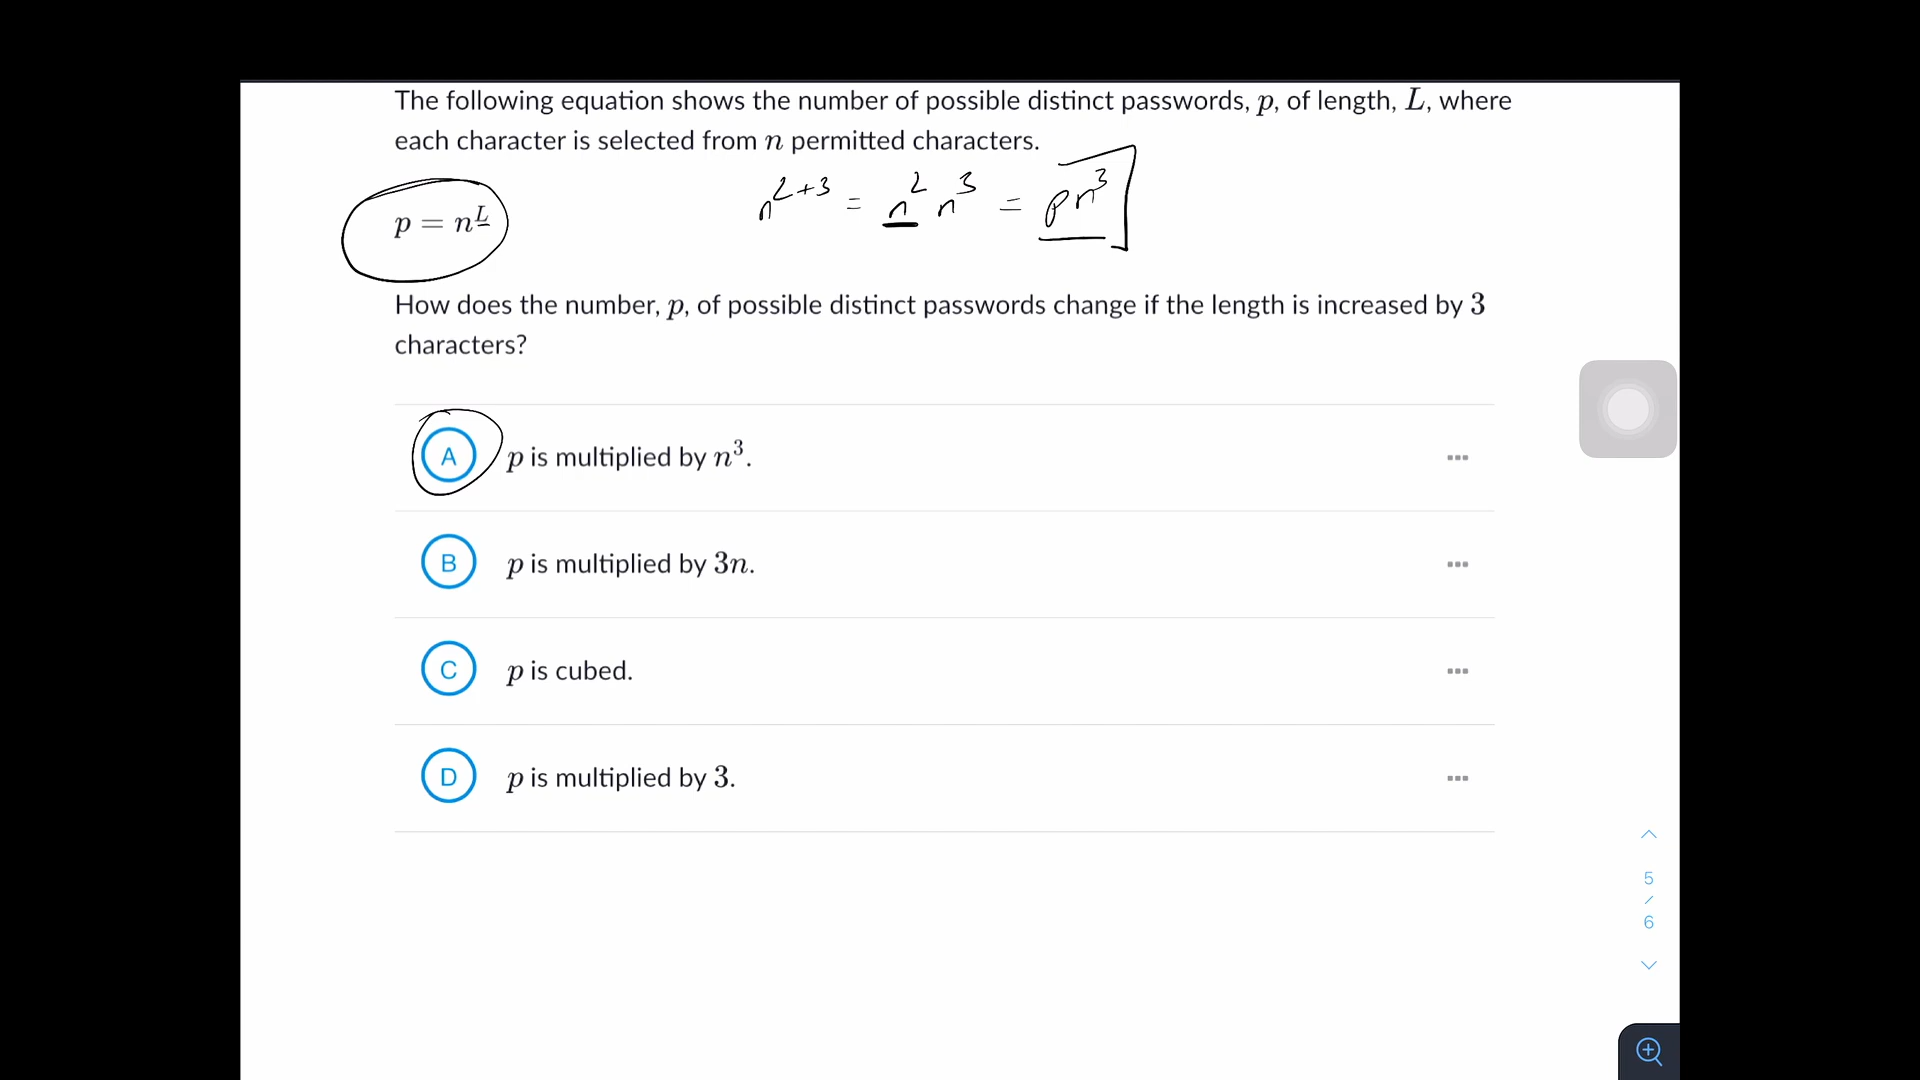 The following equation shows the number of possible distinct passwords, p, of length, L, where
each character is selected from n permitted characters.
n^{2+3} = n^2 n^3 = pn^3
p = n^L
How does the number, p, of possible distinct passwords change if the length is increased by 3
characters?
A p is multiplied by n^3.
B p is multiplied by 3n.
C p is cubed.
D p is multiplied by 3.
5
/
6